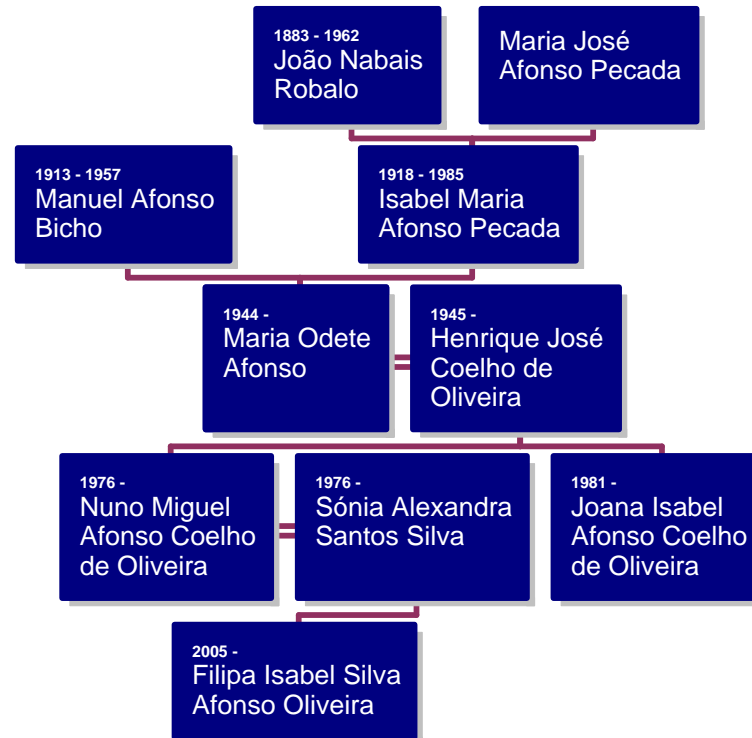 1883 - 1962
João Nabais
Robalo
Maria José
Afonso Pecada
1913 - 1957
Manuel Afonso
Bicho
1918 - 1985
Isabel Maria
Afonso Pecada
1944 -
Maria Odete
Afonso
1945 -
Henrique José
Coelho de
Oliveira
1976 -
Nuno Miguel
Afonso Coelho
de Oliveira
1976 -
Sónia Alexandra
Santos Silva
1981 -
Joana Isabel
Afonso Coelho
de Oliveira
2005 -
Filipa Isabel Silva
Afonso Oliveira